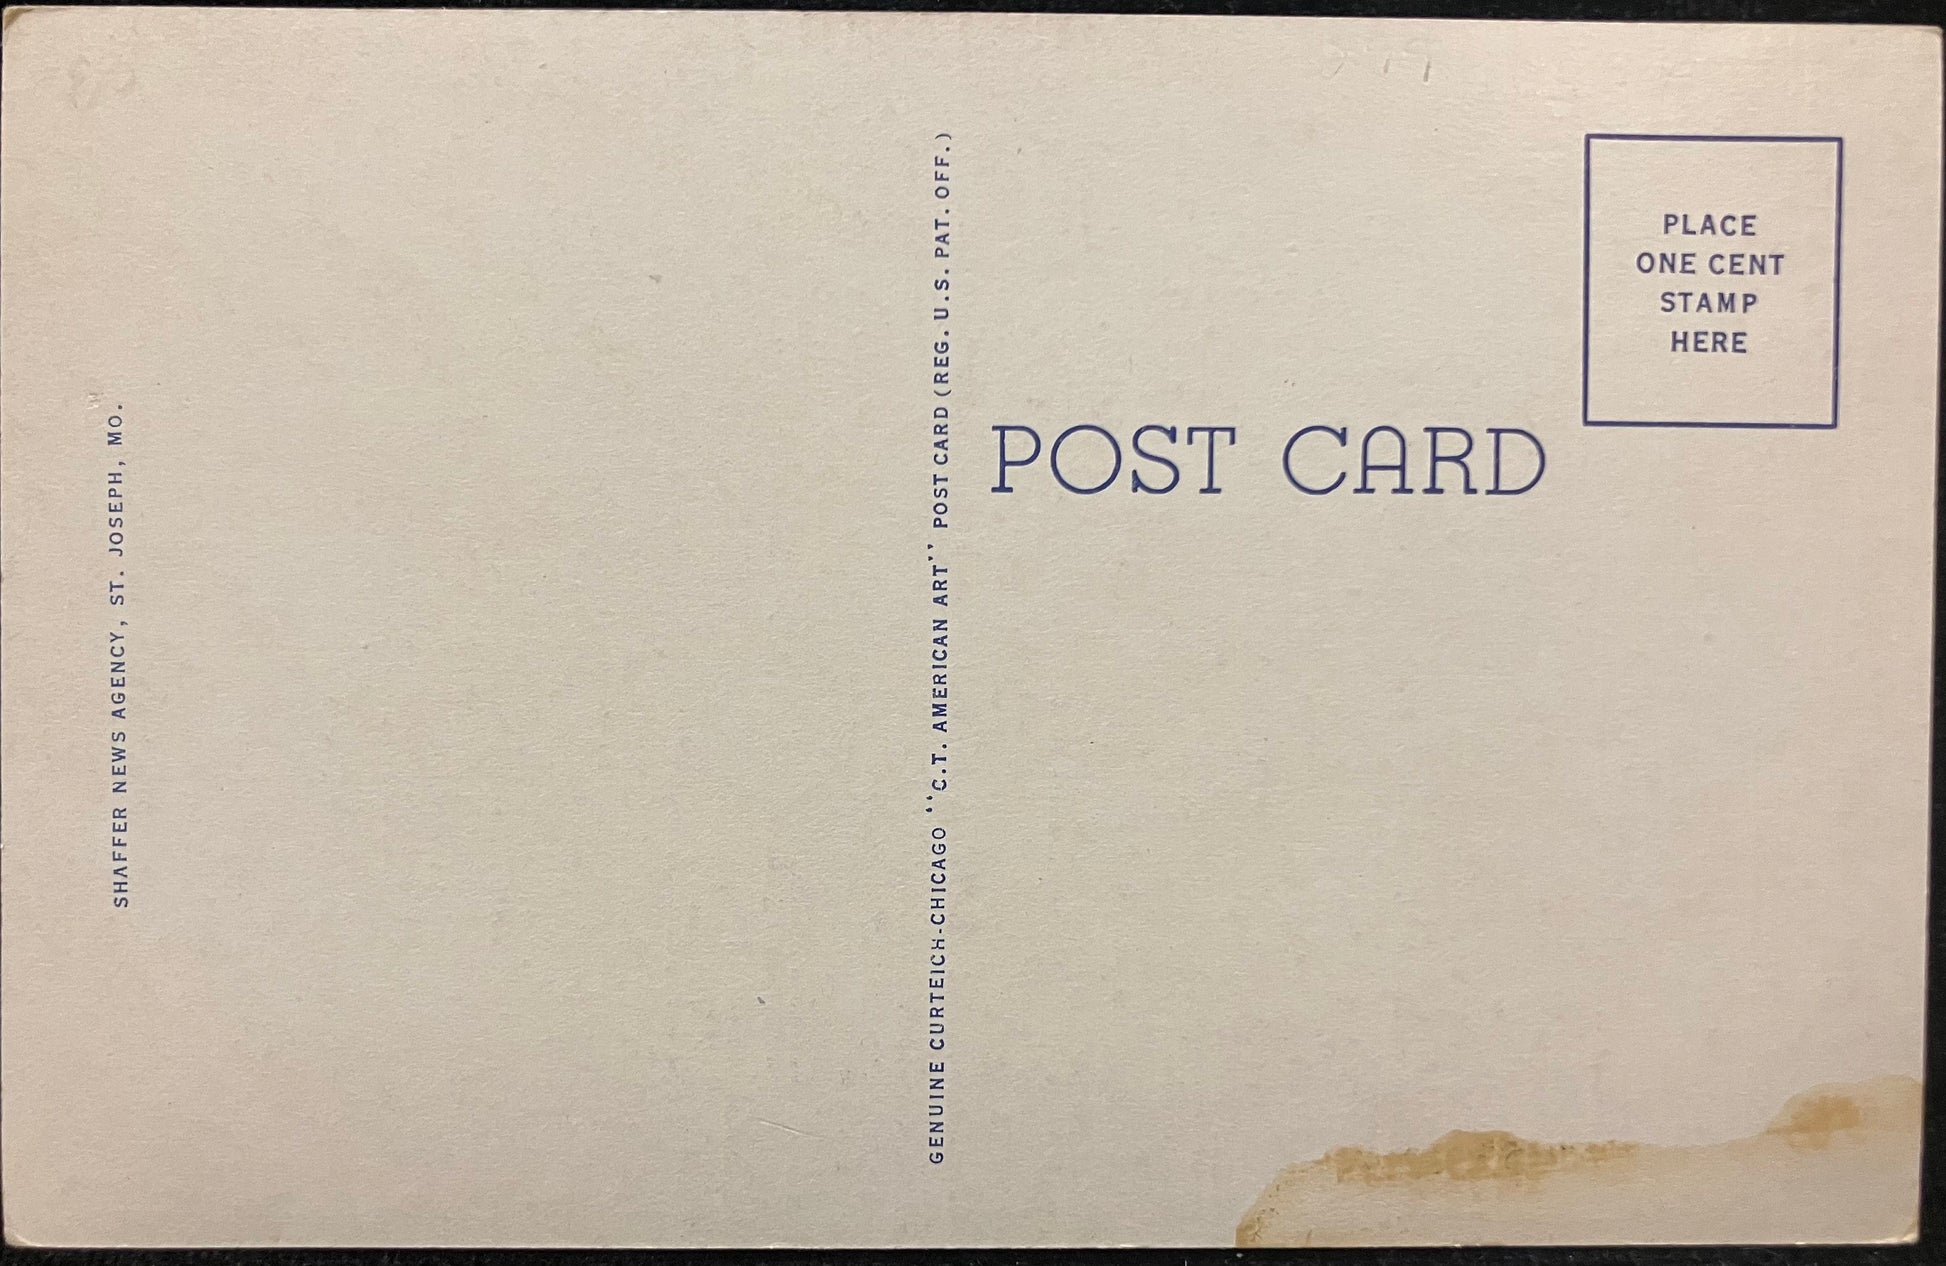 SHAFFER NEWS AGENCY, ST. JOSEPH, MO.
GENUINE CURTEICH-CHICAGO "C.T. AMERICAN ART" POST CARD (REG. U.S. PAT. OFF.)
POST CARD
PLACE
ONE CENT
STAMP
HERE